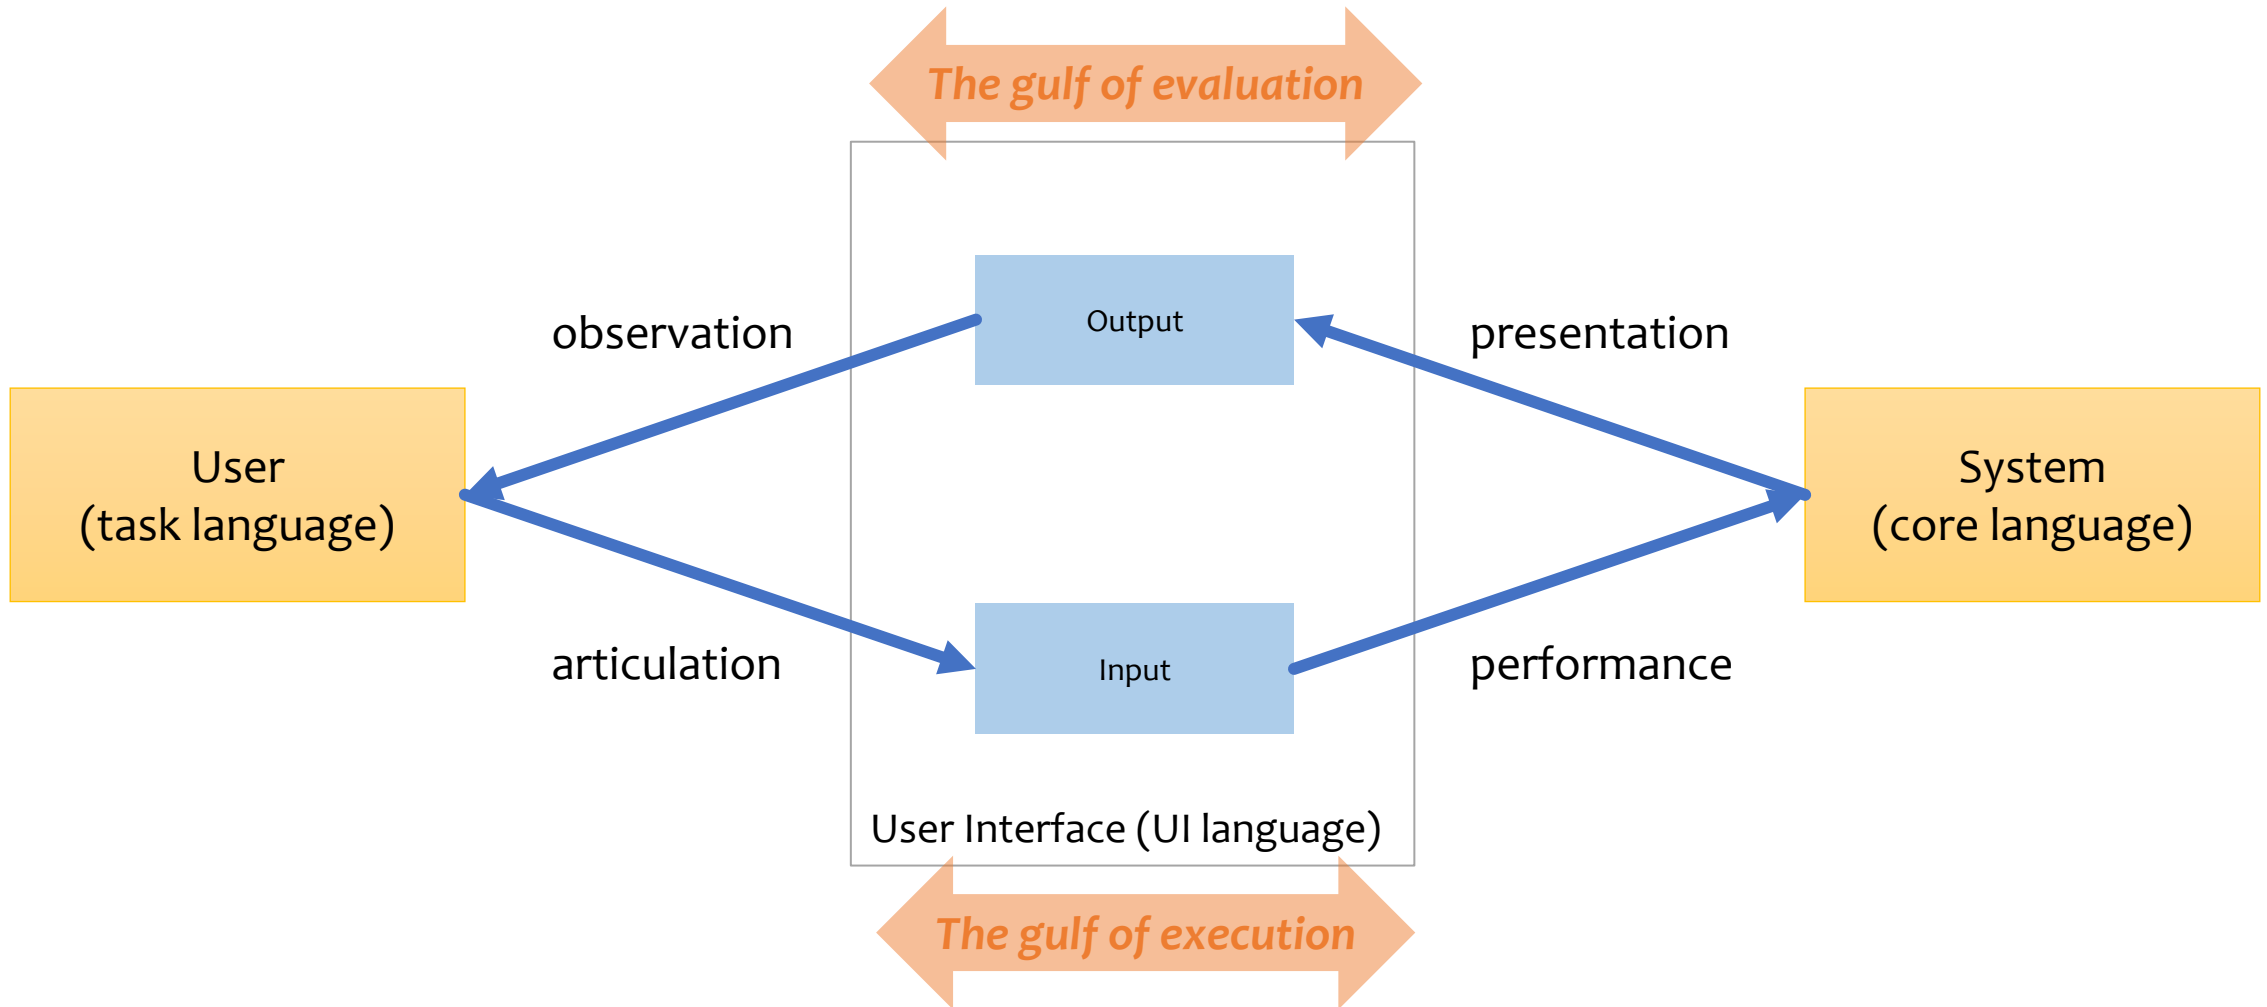 The gulf of evaluation
Output
observation
presentation
User
(task language)
System
(core language)
articulation
Input
performance
User Interface (UI language)
The gulf of execution